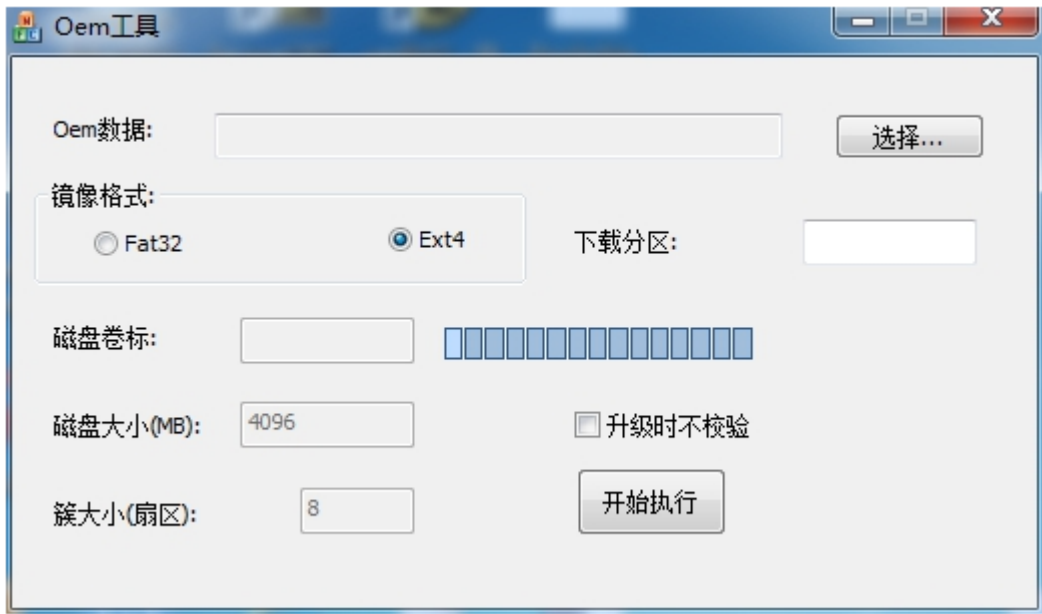 Oem工具
Oem数据:
选择...
镜像格式:
Fat32
Ext4
下载分区:
磁盘卷标:
磁盘大小(MB):
4096
升级时不校验
簇大小(扇区):
8
开始执行